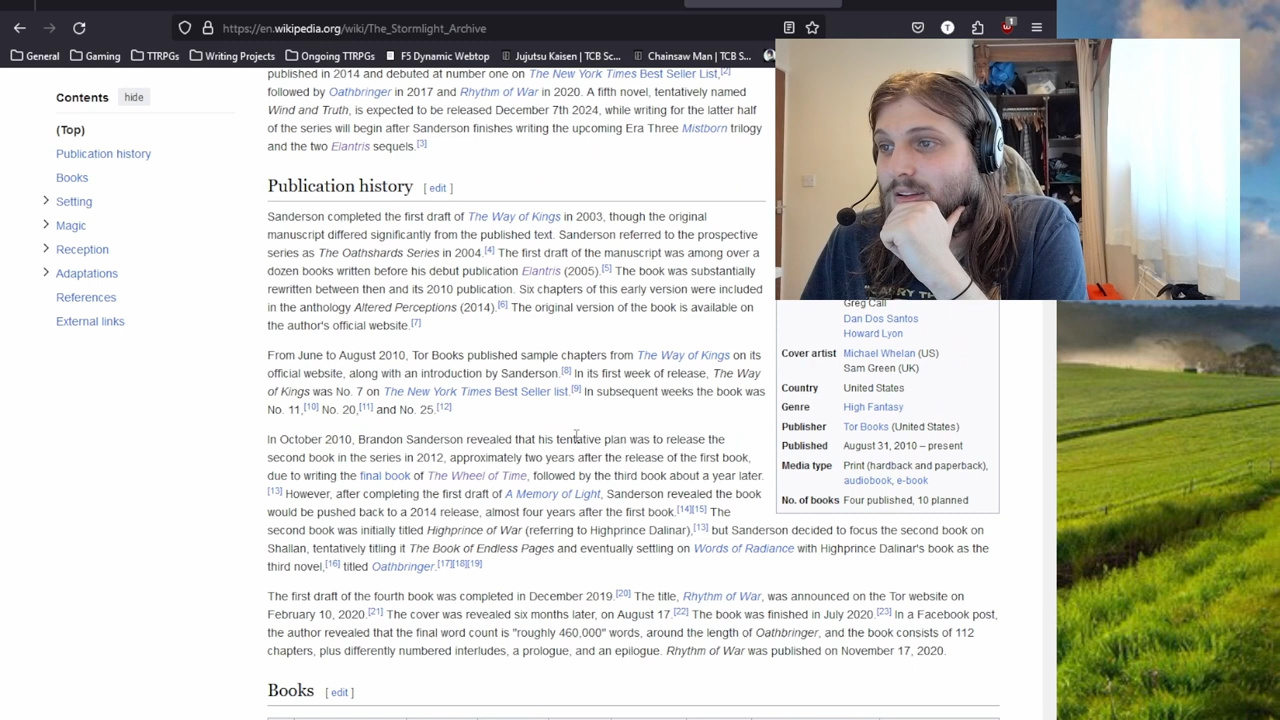 https://en.wikipedia.org/wiki/The_Stormlight_Archive
1
General Gaming TTRPGs Writing Projects Ongoing TTRPGs F5 Dynamic Webtop Jujutsu Kaisen | TCB Sc... Chainsaw Man | TCB S...
Contents hide
(Top)
Publication history
Books
Setting
Magic
Reception
Adaptations
References
External links
published in 2014 and debuted at number one on The New York Times Best Seller List,[2]
followed by Oathbringer in 2017 and Rhythm of War in 2020. A fifth novel, tentatively named
Wind and Truth, is expected to be released December 7th 2024, while writing for the latter half
of the series will begin after Sanderson finishes writing the upcoming Era Three Mistborn trilogy
and the two Elantris sequels.[3]
Publication history [ edit ]
Sanderson completed the first draft of The Way of Kings in 2003, though the original
manuscript differed significantly from the published text. Sanderson referred to the prospective
series as The Oathshards Series in 2004.[4] The first draft of the manuscript was among over a
dozen books written before his debut publication Elantris (2005).[5] The book was substantially
rewritten between then and its 2010 publication. Six chapters of this early version were included
in the anthology Altered Perceptions (2014).[6] The original version of the book is available on
the author's official website.[7]
From June to August 2010, Tor Books published sample chapters from The Way of Kings on its
official website, along with an introduction by Sanderson.[8] In its first week of release, The Way
of Kings was No. 7 on The New York Times Best Seller list.[9] In subsequent weeks the book was
No. 11,[10] No. 20,[11] and No. 25.[12]
In October 2010, Brandon Sanderson revealed that his tentative plan was to release the
second book in the series in 2012, approximately two years after the release of the first book,
due to writing the final book of The Wheel of Time, followed by the third book about a year later.
[13] However, after completing the first draft of A Memory of Light, Sanderson revealed the book
would be pushed back to a 2014 release, almost four years after the first book.[14][15] The
second book was initially titled Highprince of War (referring to Highprince Dalinar),[13] but Sanderson decided to focus the second book on
Shallan, tentatively titling it The Book of Endless Pages and eventually settling on Words of Radiance with Highprince Dalinar's book as the
third novel,[16] titled Oathbringer.[17][18][19]
The first draft of the fourth book was completed in December 2019.[20] The title, Rhythm of War, was announced on the Tor website on
February 10, 2020.[21] The cover was revealed six months later, on August 17.[22] The book was finished in July 2020.[23] In a Facebook post,
the author revealed that the final word count is "roughly 460,000" words, around the length of Oathbringer, and the book consists of 112
chapters, plus differently numbered interludes, a prologue, and an epilogue. Rhythm of War was published on November 17, 2020.
Books [ edit ]
Greg Call
Dan Dos Santos
Howard Lyon
Cover artist Michael Whelan (US)
Sam Green (UK)
Country United States
Genre High Fantasy
Publisher Tor Books (United States)
Published August 31, 2010 – present
Media type Print (hardback and paperback),
audiobook, e-book
No. of books Four published, 10 planned